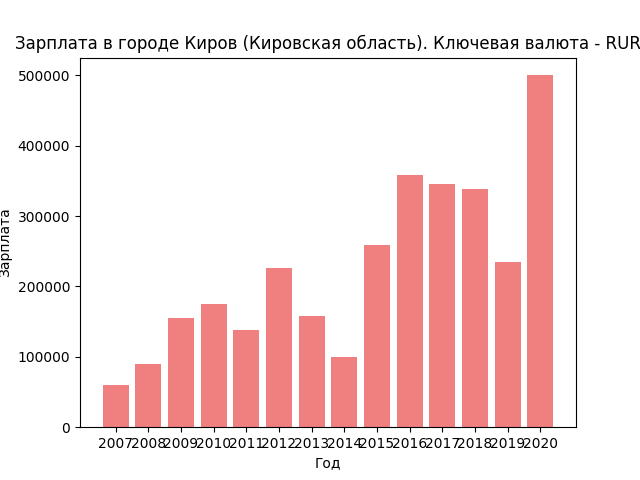 Зарплата в городе Киров (Кировская область). Ключевая валюта - RUR
500000
400000
300000
200000
100000
0
Зарплата
2007 2008 2009 2010 2011 2012 2013 2014 2015 2016 2017 2018 2019 2020
Год